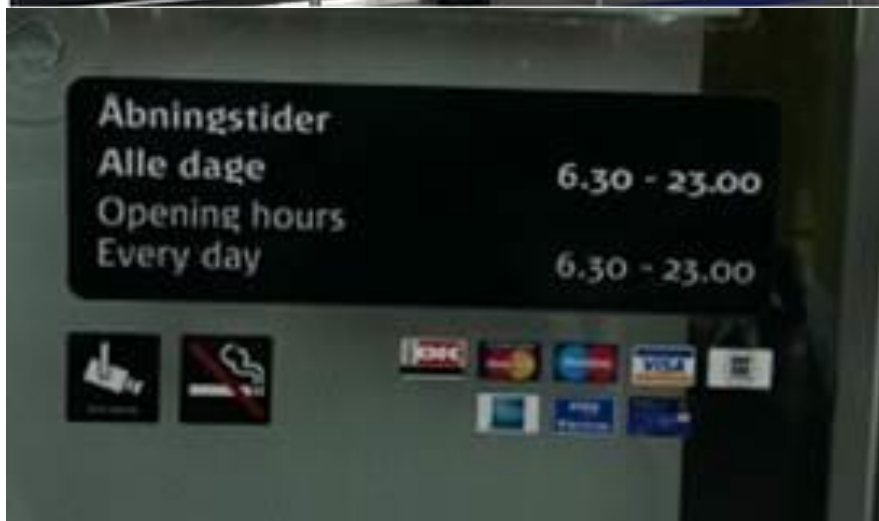 Åbningstider
Alle dage 6.30 - 23.00
Opening hours
Every day 6.30 - 23.00
VISA